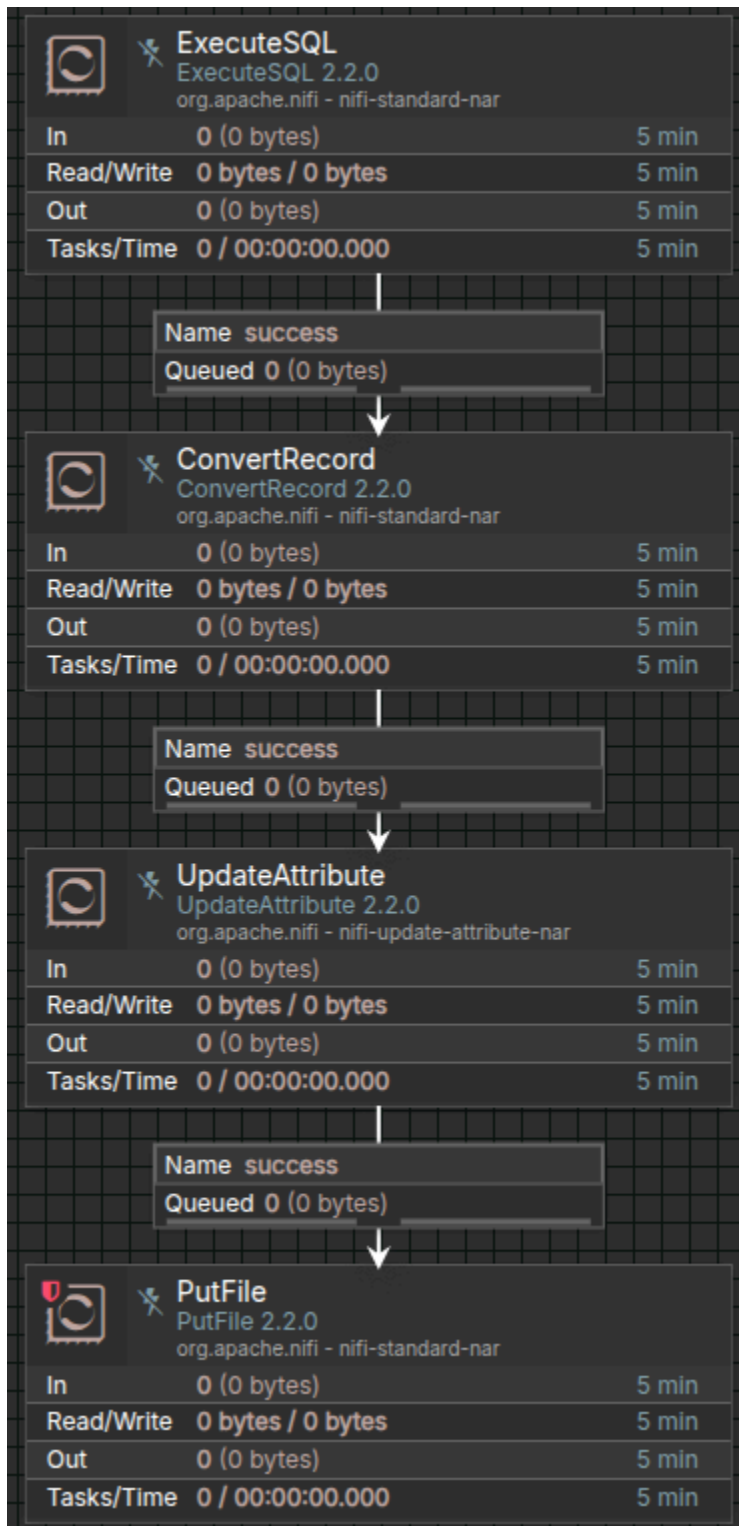 ExecuteSQL
ExecuteSQL 2.2.0
org.apache.nifi - nifi-standard-nar
In 0 (0 bytes) 5 min
Read/Write 0 bytes / 0 bytes 5 min
Out 0 (0 bytes) 5 min
Tasks/Time 0 / 00:00:00.000 5 min
Name success
Queued 0 (0 bytes)
ConvertRecord
ConvertRecord 2.2.0
org.apache.nifi - nifi-standard-nar
In 0 (0 bytes) 5 min
Read/Write 0 bytes / 0 bytes 5 min
Out 0 (0 bytes) 5 min
Tasks/Time 0 / 00:00:00.000 5 min
Name success
Queued 0 (0 bytes)
UpdateAttribute
UpdateAttribute 2.2.0
org.apache.nifi - nifi-update-attribute-nar
In 0 (0 bytes) 5 min
Read/Write 0 bytes / 0 bytes 5 min
Out 0 (0 bytes) 5 min
Tasks/Time 0 / 00:00:00.000 5 min
Name success
Queued 0 (0 bytes)
PutFile
PutFile 2.2.0
org.apache.nifi - nifi-standard-nar
In 0 (0 bytes) 5 min
Read/Write 0 bytes / 0 bytes 5 min
Out 0 (0 bytes) 5 min
Tasks/Time 0 / 00:00:00.000 5 min